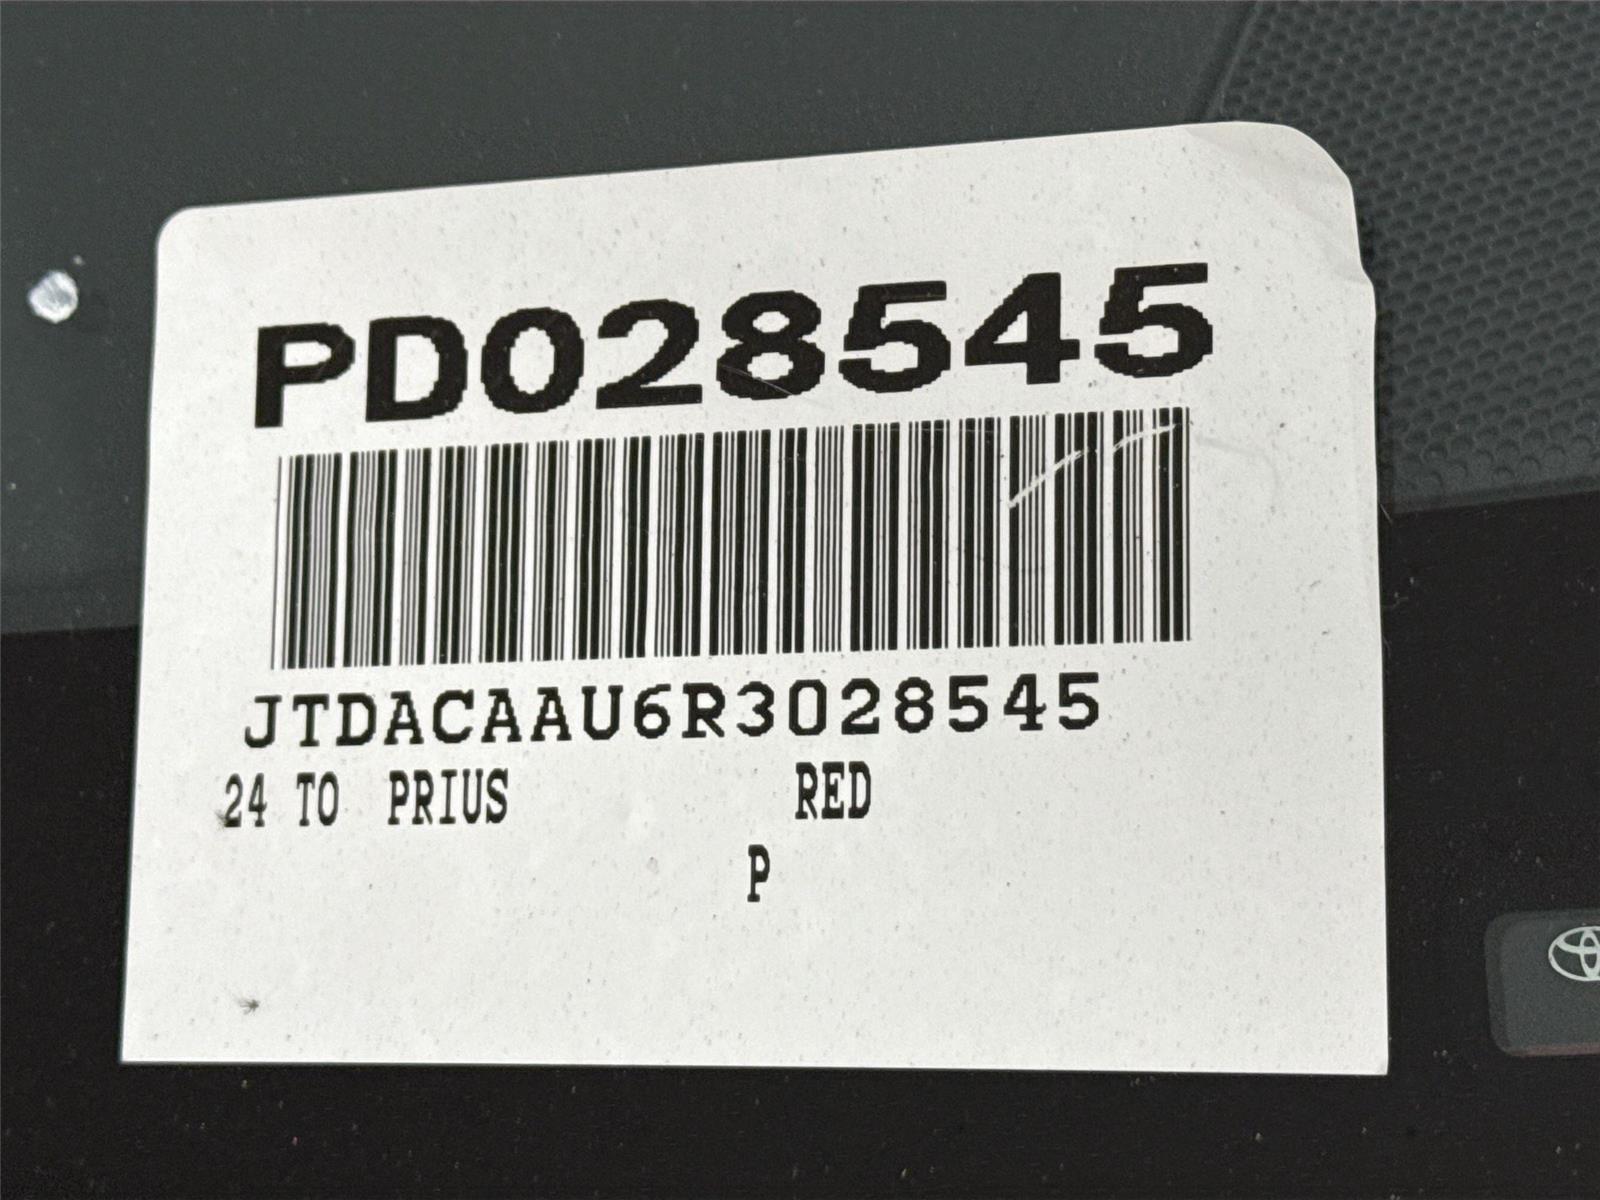 PD028545
JTDACAAU6R3028545
24 TO PRIUS RED
P